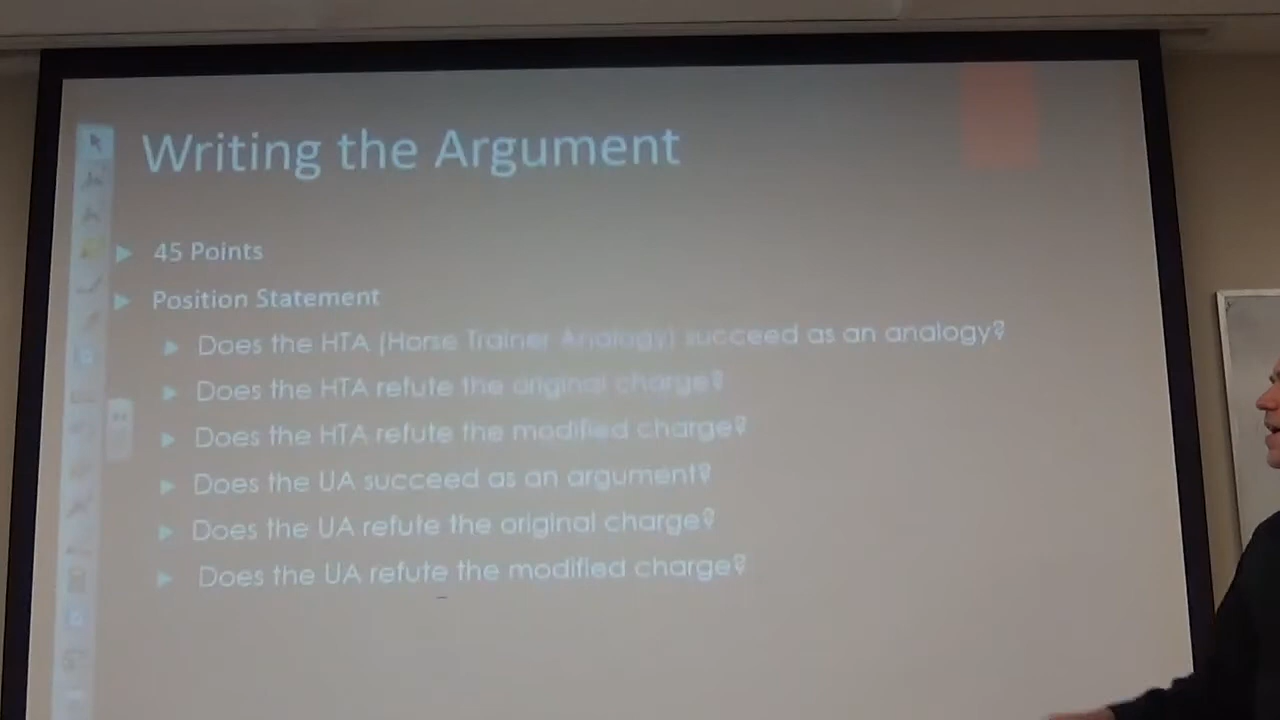 Writing the Argument
45 Points
Position Statement
Does the HTA (Horse Trainer Analogy) succeed as an analogy?
Does the HTA refute the original charge?
Does the HTA refute the modified charge?
Does the UA succeed as an argument?
Does the UA refute the original charge?
Does the UA refute the modified charge?